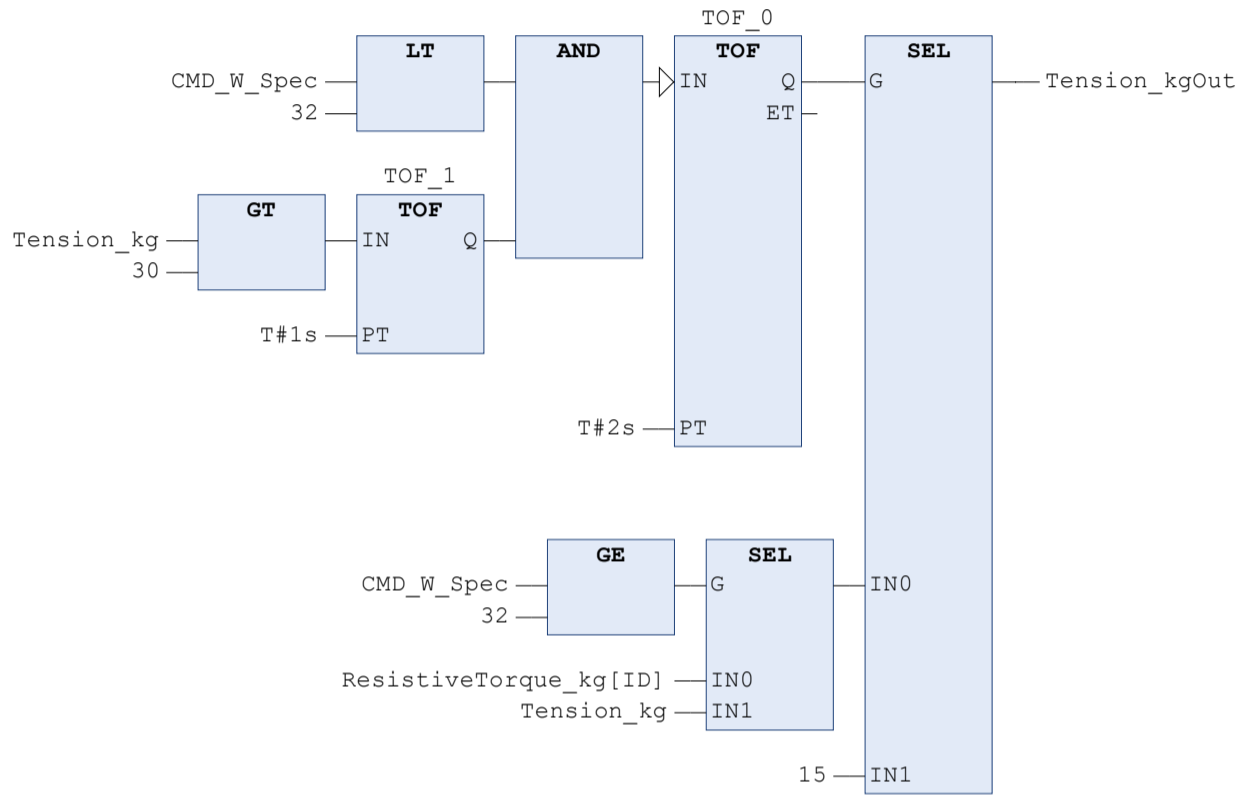 TOF_0
LT AND TOF SEL
CMD_W_Spec IN Q G Tension_kgOut
32 ET
TOF_1
GT TOF
Tension_kg IN Q
30
T#1s PT
T#2s PT
GE SEL
CMD_W_Spec G IN0
32
ResistiveTorque_kg[ID] IN0
Tension_kg IN1
15 IN1